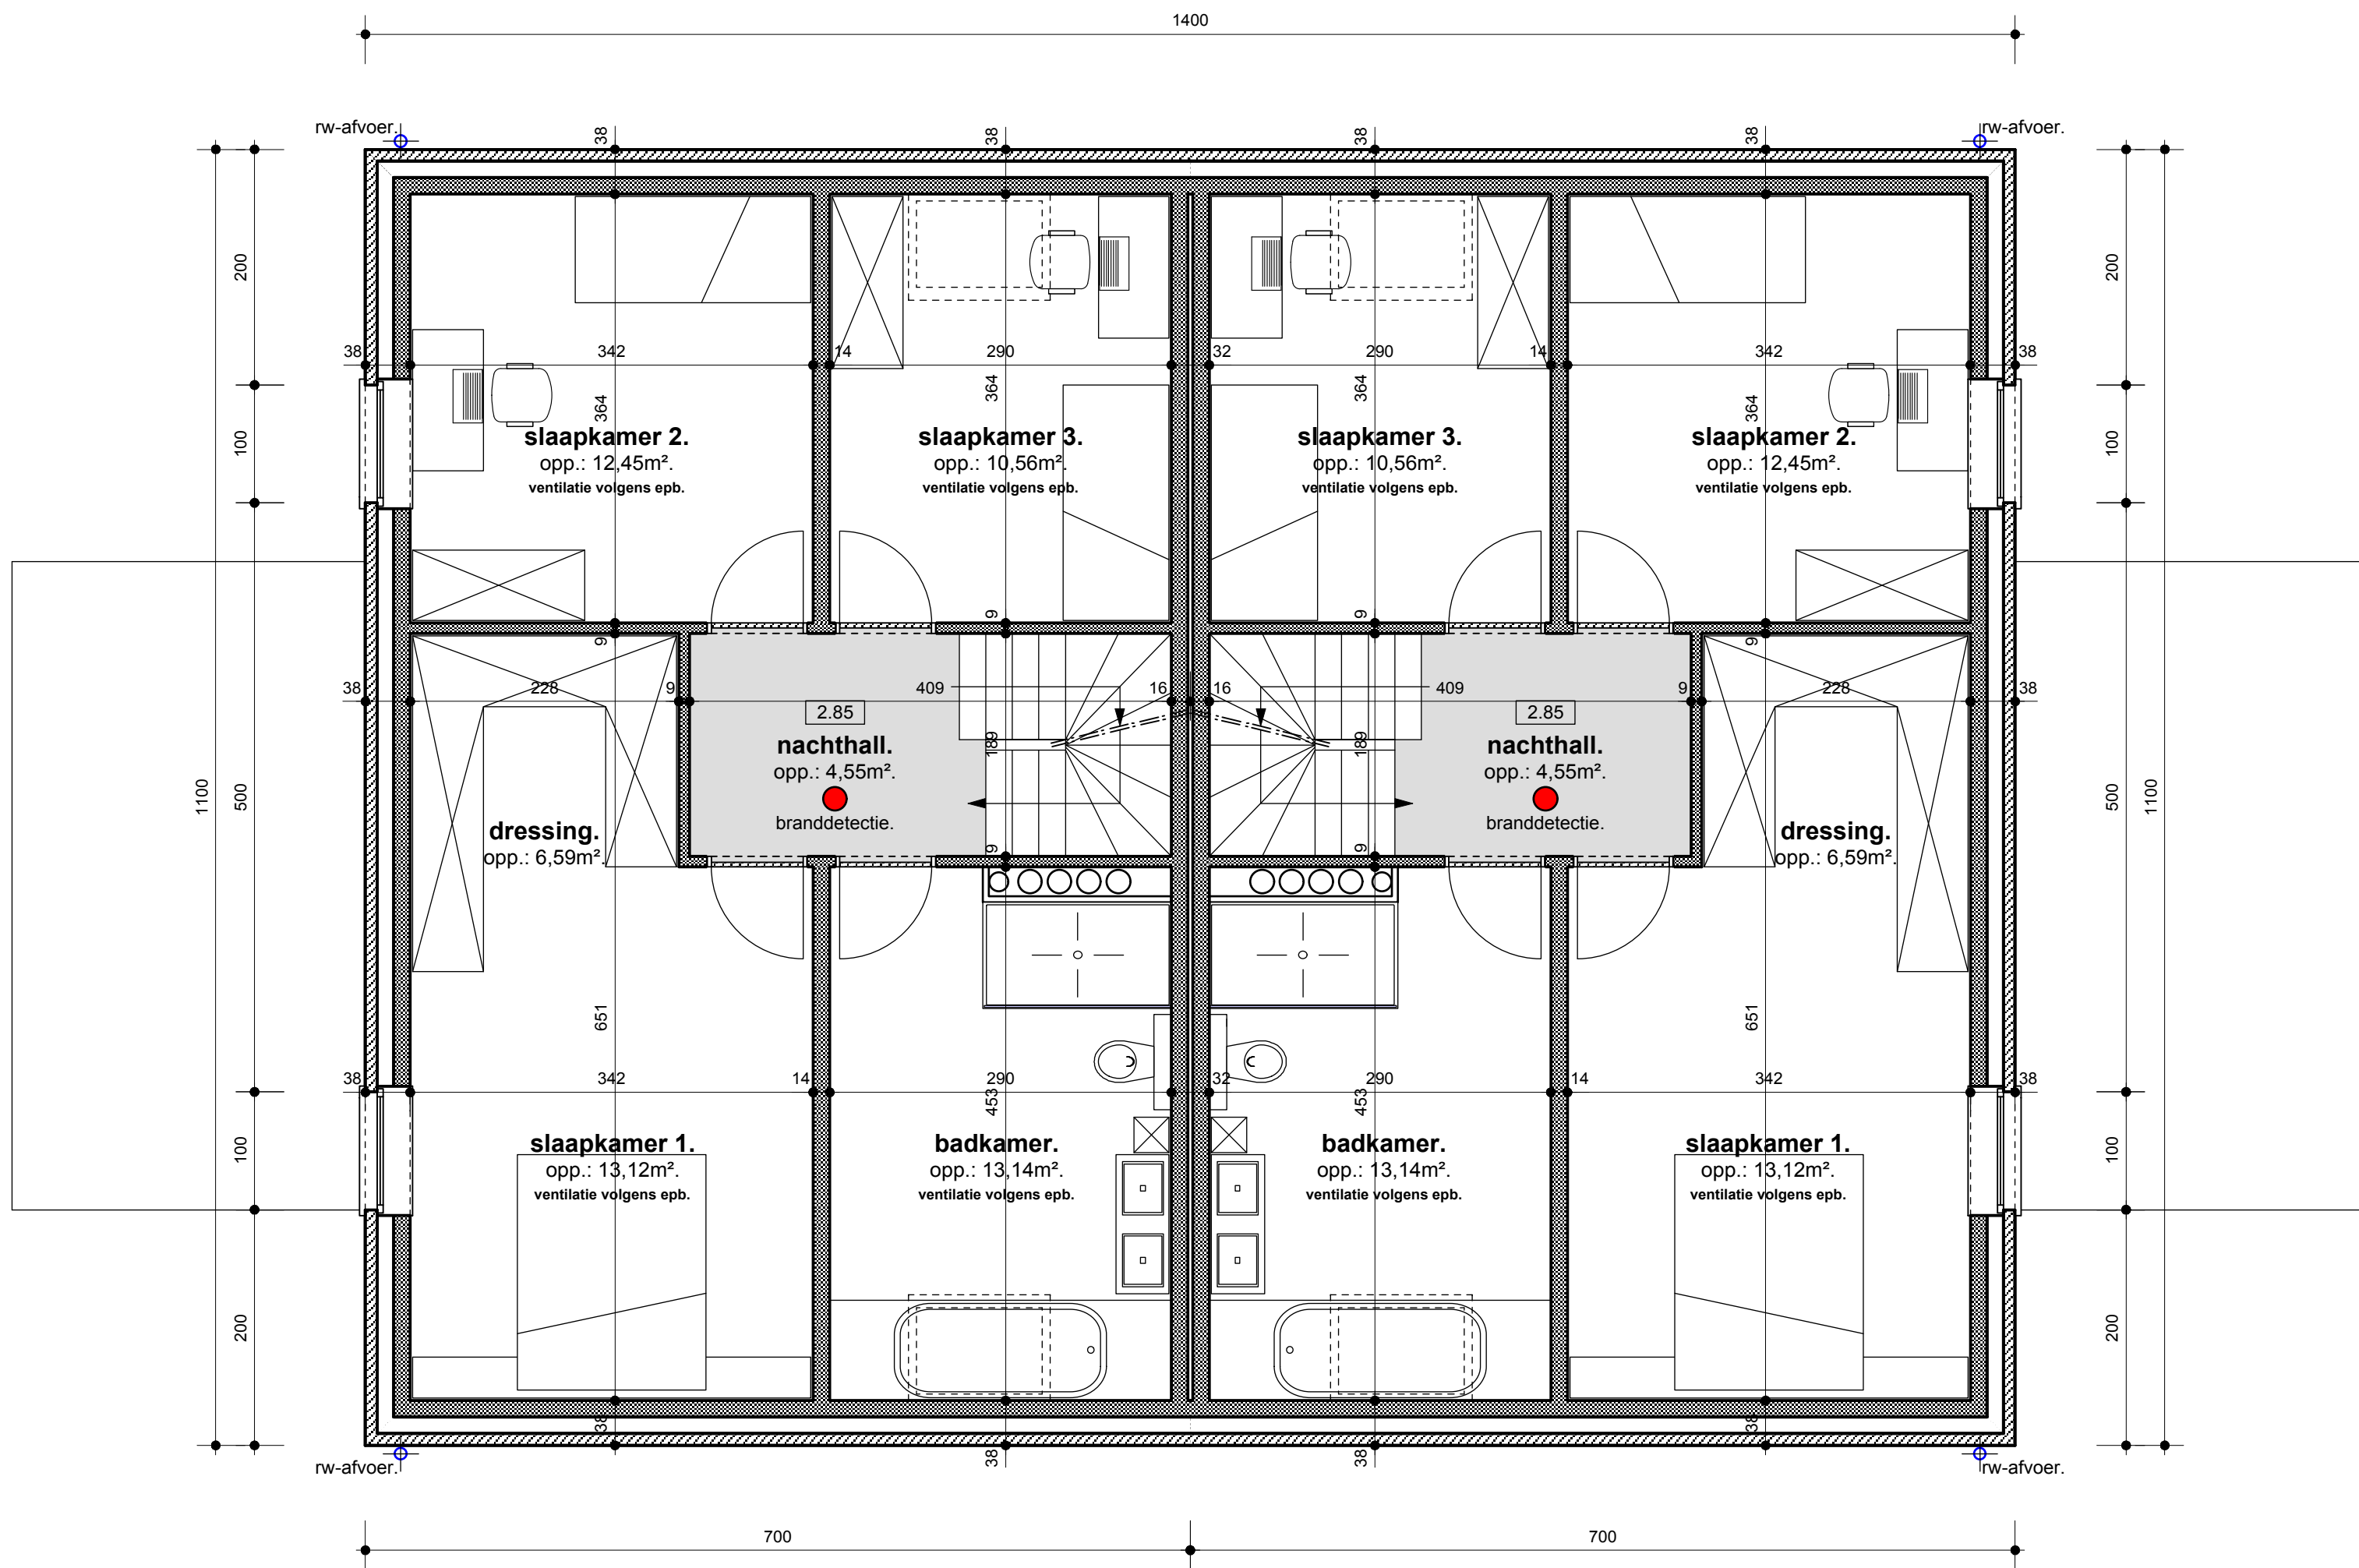 1400
rw-afvoer.
rw-afvoer.
38
38
38
38
200
200
38
342
14
290
32
290
14
342
38
364
364
364
364
100
slaapkamer 2.
opp.: 12,45m².
ventilatie volgens epb.
slaapkamer 3.
opp.: 10,56m².
ventilatie volgens epb.
slaapkamer 3.
opp.: 10,56m².
ventilatie volgens epb.
slaapkamer 2.
opp.: 12,45m².
ventilatie volgens epb.
100
9
9
9
9
38
228
9
409
16
16
409
9
228
38
2.85
nachthall.
opp.: 4,55m².
branddetectie.
189
189
2.85
nachthall.
opp.: 4,55m².
branddetectie.
1100
500
500
1100
dressing.
opp.: 6,59m².
dressing.
opp.: 6,59m².
9
9
651
651
38
342
14
290
32
290
14
342
38
453
453
100
slaapkamer 1.
opp.: 13,12m².
ventilatie volgens epb.
badkamer.
opp.: 13,14m².
ventilatie volgens epb.
badkamer.
opp.: 13,14m².
ventilatie volgens epb.
slaapkamer 1.
opp.: 13,12m².
ventilatie volgens epb.
100
200
200
38
38
38
38
rw-afvoer.
rw-afvoer.
700
700